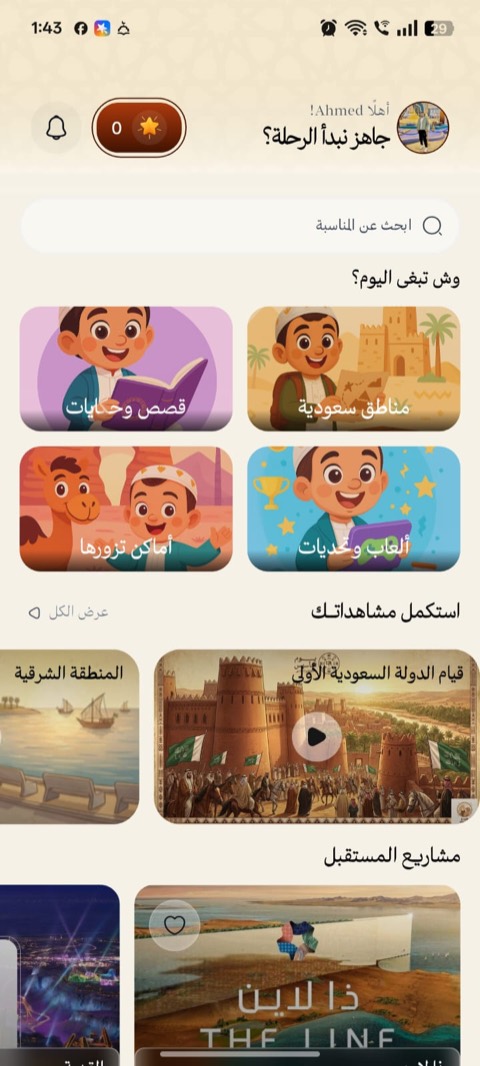 1:43
29
أهلًا Ahmed!
جاهز نبدأ الرحلة؟
0
ابحث عن المناسبة
وش تبغى اليوم؟
مناطق سعودية
قصص وحكايات
ألعاب وتحديات
أماكن تزورها
استكمل مشاهداتك
عرض الكل
قيام الدولة السعودية الأولى
المنطقة الشرقية
مشاريع المستقبل
ذا لاين
THE LINE